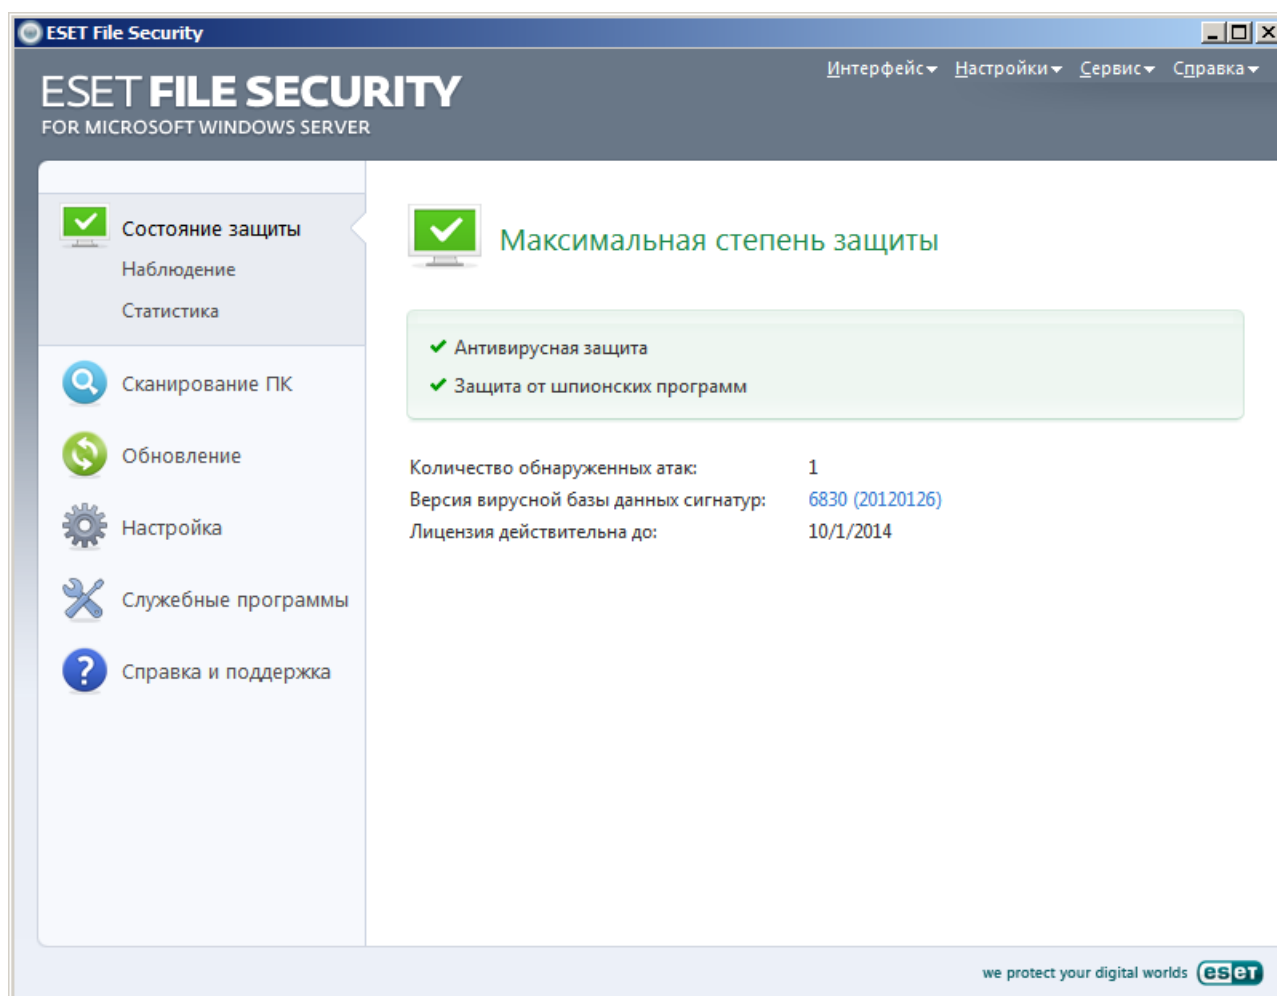 ESET File Security
ESET FILE SECURITY
FOR MICROSOFT WINDOWS SERVER
Интерфейс Настройки Сервис Справка
Состояние защиты
Наблюдение
Статистика
Сканирование ПК
Обновление
Настройка
Служебные программы
Справка и поддержка
Максимальная степень защиты
Антивирусная защита
Защита от шпионских программ
Количество обнаруженных атак: 1
Версия вирусной базы данных сигнатур: 6830 (20120126)
Лицензия действительна до: 10/1/2014
we protect your digital worlds eseT